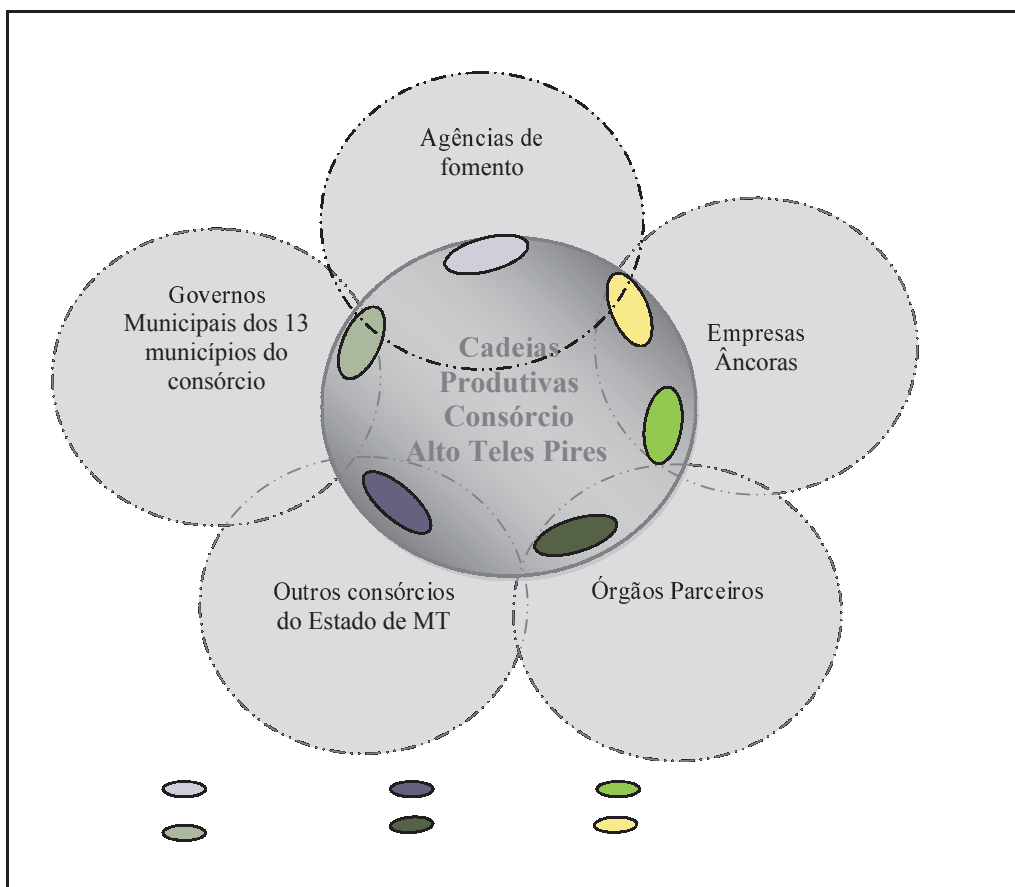 Agências de
fomento
Governos
Municipais dos 13
municípios do
consórcio
Empresas
Âncoras
Cadeias
Produtivas
Consórcio
Alto Teles Pires
Outros consórcios
do Estado de MT
Órgãos Parceiros